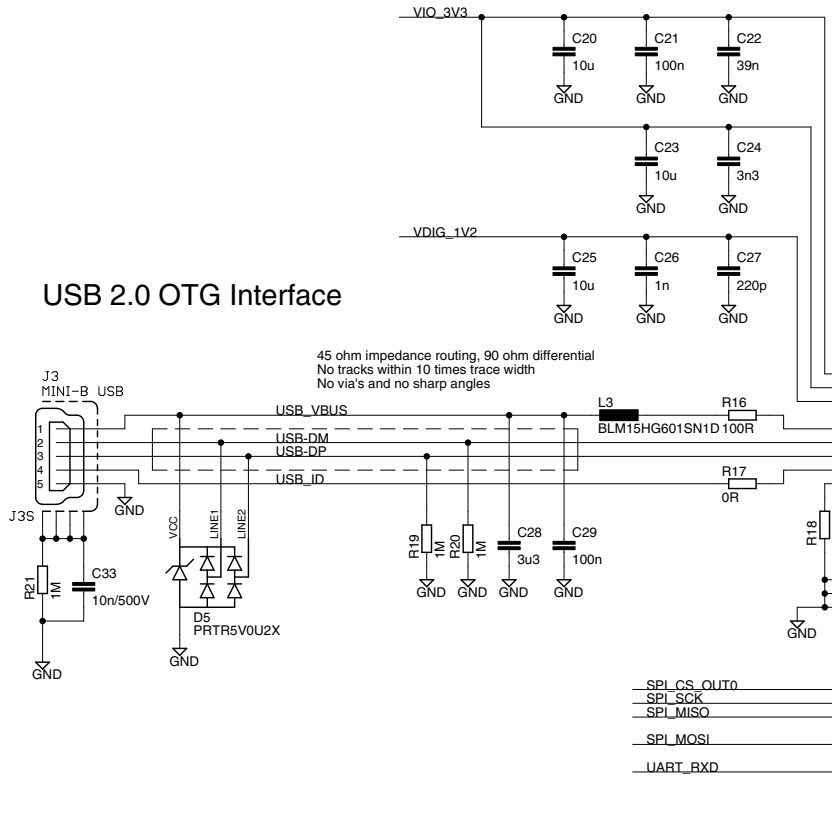 VIO_3V3
C20
10u
GND
C21
100n
GND
C22
39n
GND
C23
10u
GND
C24
3n3
GND
VDIG_1V2
C25
10u
GND
C26
1n
GND
C27
220p
GND
USB 2.0 OTG Interface
45 ohm impedance routing, 90 ohm differential
No tracks within 10 times trace width
No via's and no sharp angles
J3
MINI-B USB
1
2
3
4
5
J3S
GND
USB_VBUS
USB-DM
USB-DP
USB_ID
L3
BLM15HG601SN1D
R16
100R
R17
0R
R18
GND
VCC
LINE1
LINE2
D5
PRTR5V0U2X
GND
R19
1M
GND
R20
1M
GND
C28
3u3
GND
C29
100n
GND
R21
1M
C33
10n/500V
GND
SPI_CS_OUT0
SPI_SCK
SPI_MISO
SPI_MOSI
UART_RXD